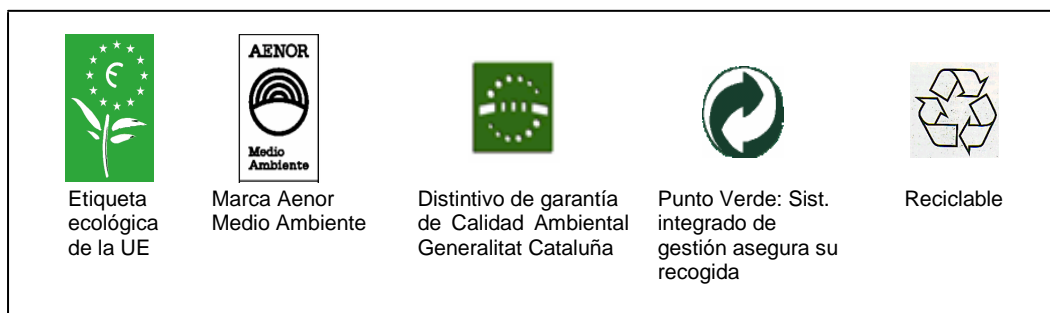 AENOR
Medio
Ambiente
Etiqueta
ecológica
de la UE
Marca Aenor
Medio Ambiente
Distintivo de garantía
de Calidad Ambiental
Generalitat Cataluña
Punto Verde: Sist.
integrado de
gestión asegura su
recogida
Reciclable